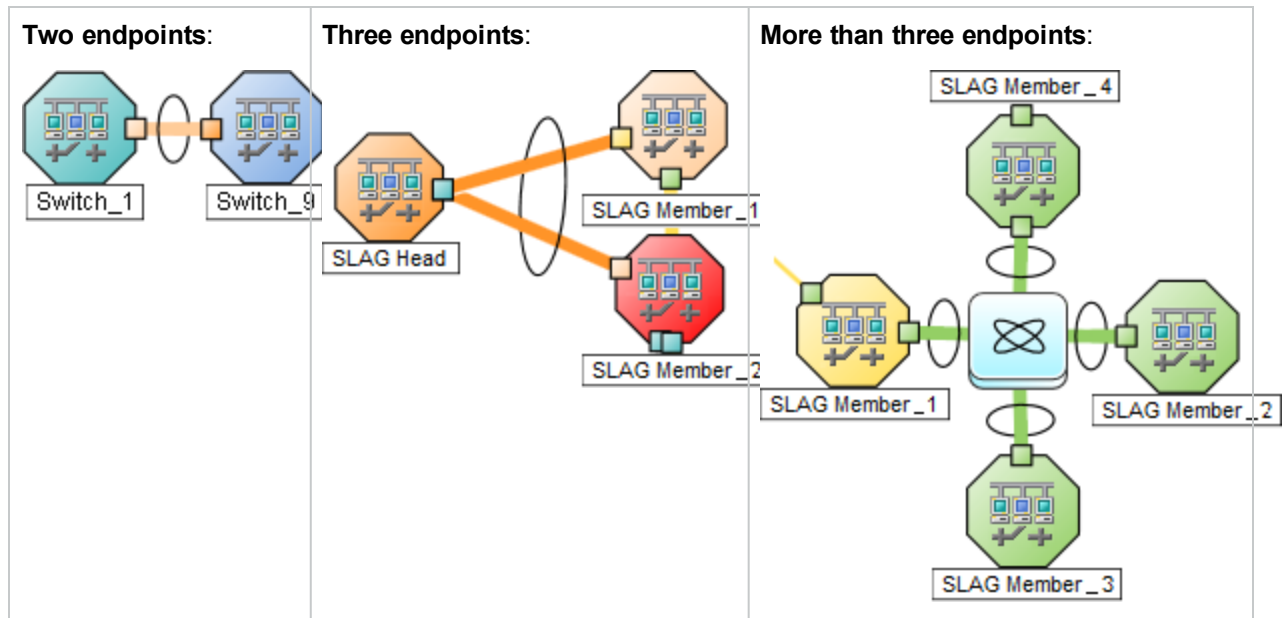 Two endpoints:
Switch_1
Switch_9
Three endpoints:
SLAG Head
SLAG Member_1
SLAG Member_2
More than three endpoints:
SLAG Member_4
SLAG Member_1
SLAG Member_2
SLAG Member_3